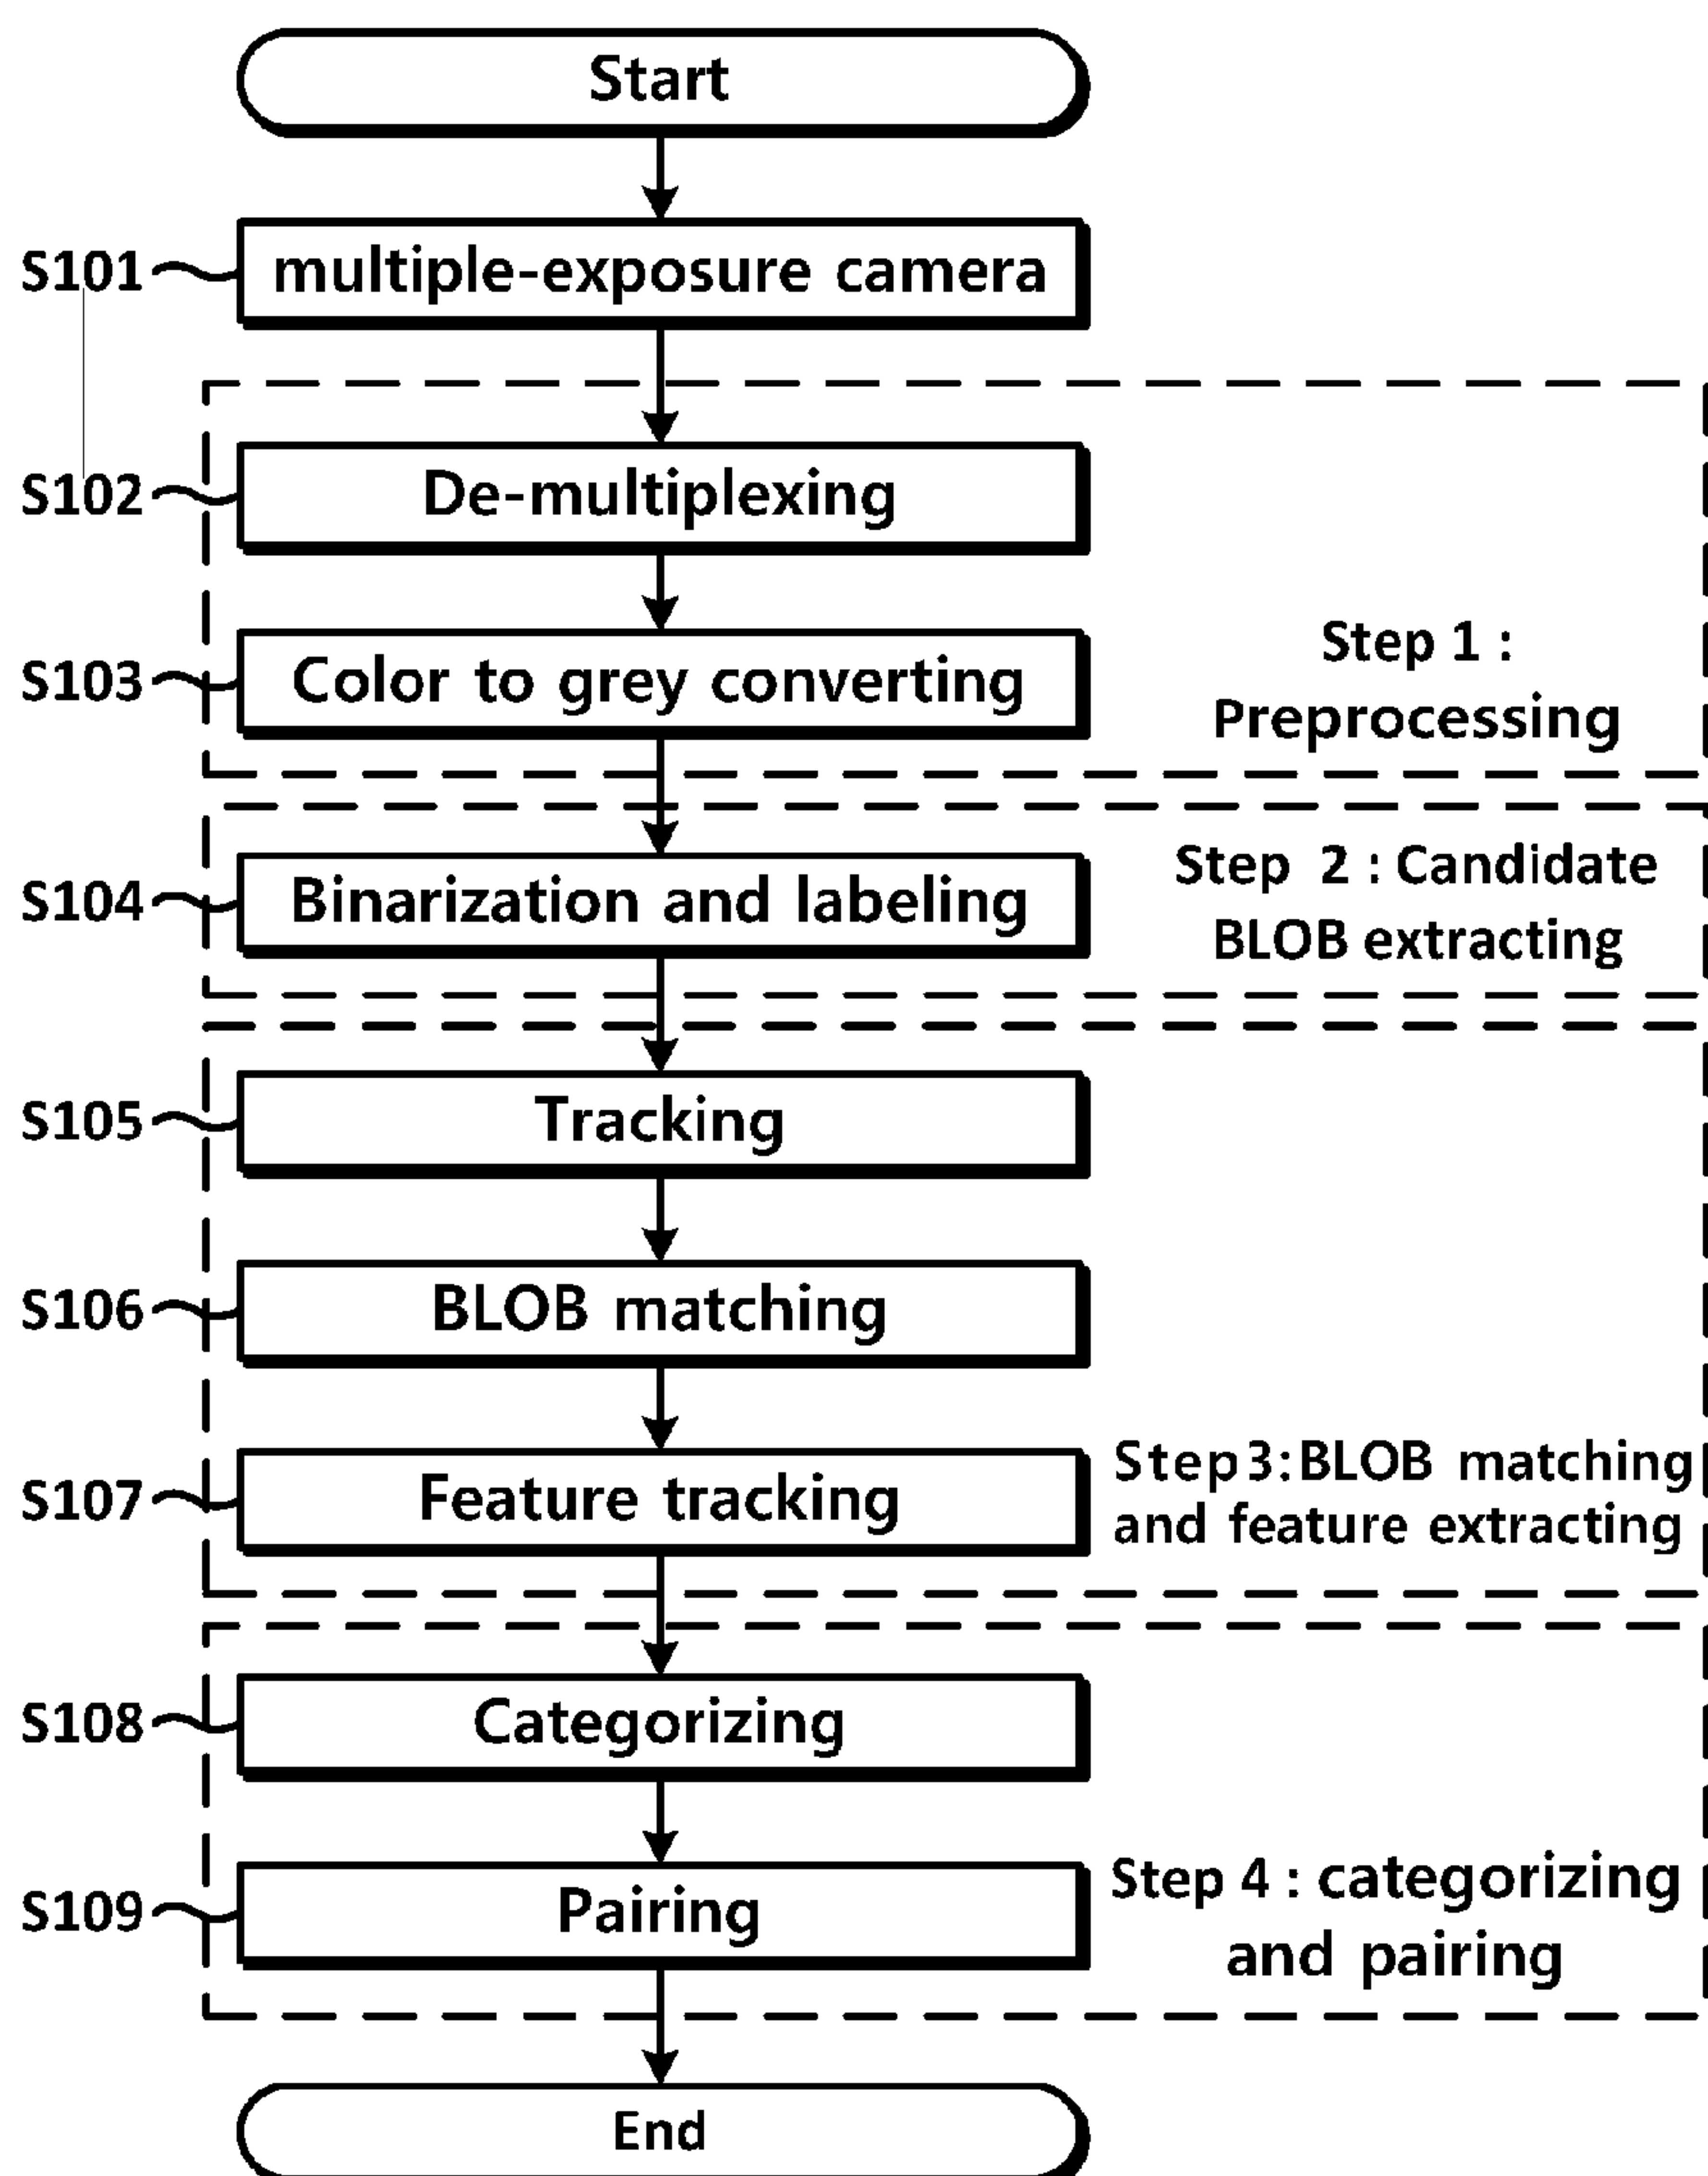 Start
S101 multiple-exposure camera
S102 De-multiplexing
S103 Color to grey converting
Step 1 :
Preprocessing
S104 Binarization and labeling
Step 2 : Candidate
BLOB extracting
S105 Tracking
S106 BLOB matching
S107 Feature tracking
Step3:BLOB matching
and feature extracting
S108 Categorizing
S109 Pairing
Step 4 : categorizing
and pairing
End